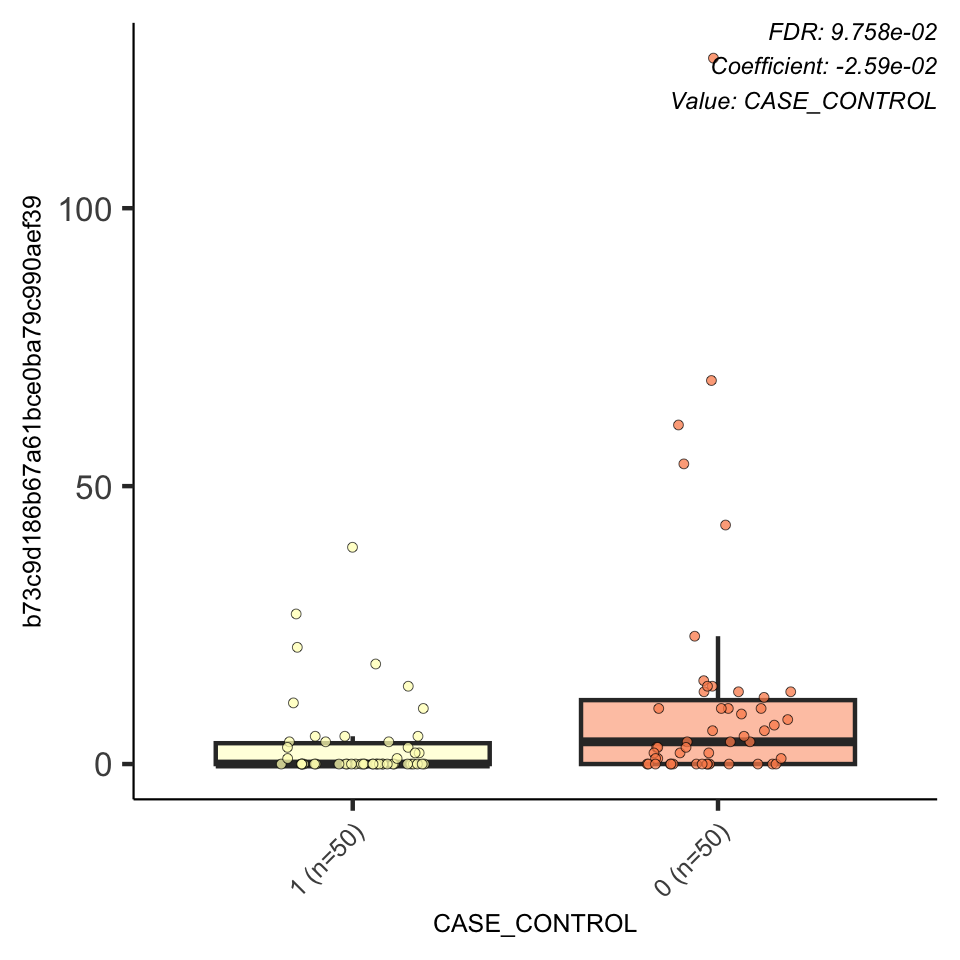 FDR: 9.758e-02
Coefficient: -2.59e-02
Value: CASE_CONTROL
b73c9d186b67a61bce0ba79c990aef39
100
50
0
1 (n=50)
0 (n=50)
CASE_CONTROL